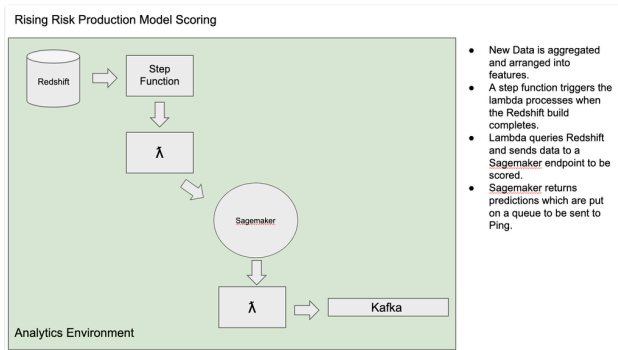 Rising Risk Production Model Scoring
Redshift
Step
Function
ƛ
Sagemaker
ƛ
Kafka
Analytics Environment
● New Data is aggregated
and arranged into
features.
● A step function triggers the
lambda processes when
the Redshift build
completes.
● Lambda queries Redshift
and sends data to a
Sagemaker endpoint to be
scored.
● Sagemaker returns
predictions which are put
on a queue to be sent to
Ping.